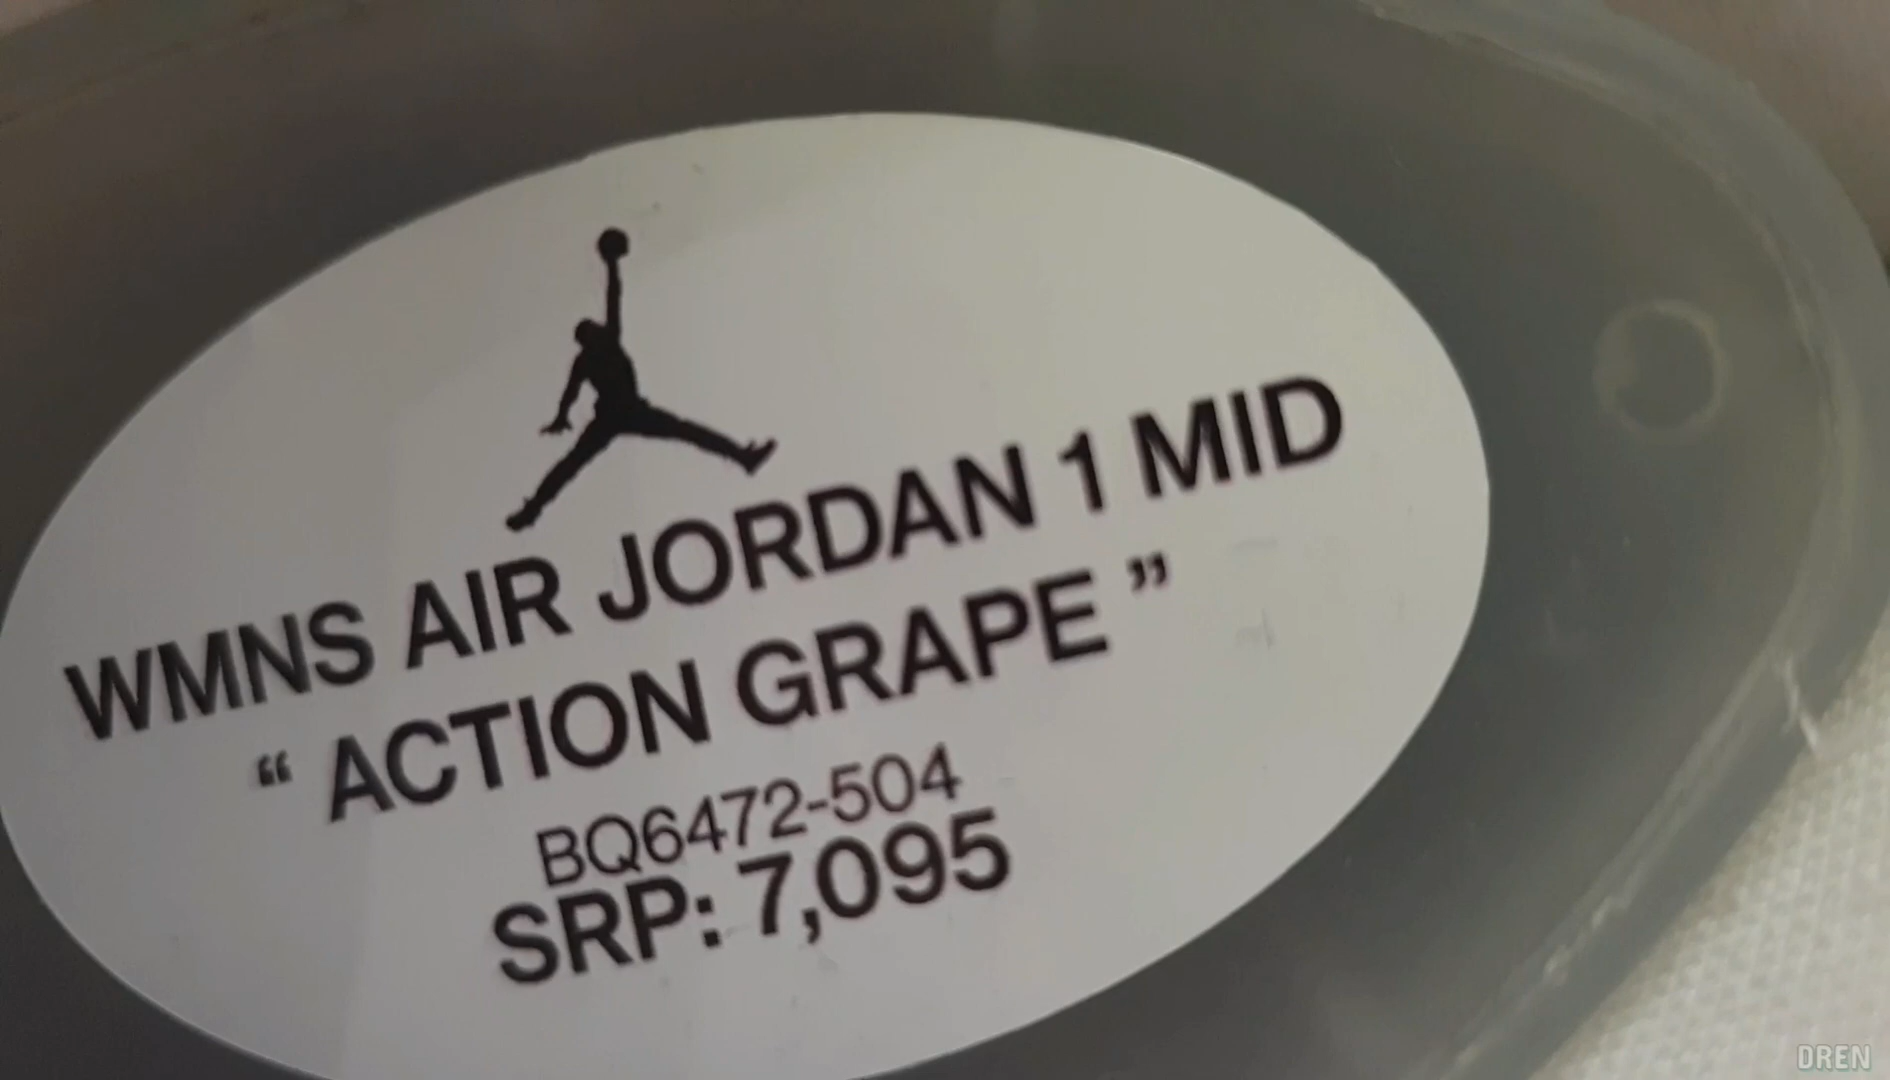 WMNS AIR JORDAN 1 MID
“ ACTION GRAPE ”
BQ6472-504
SRP: 7,095
DREN